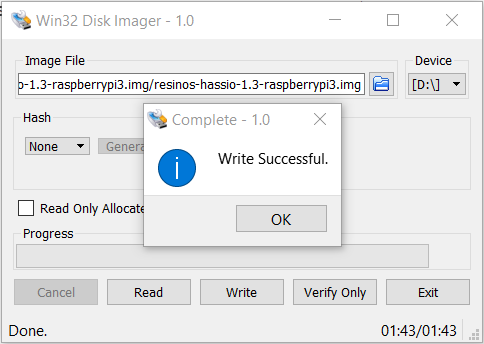 Win32 Disk Imager - 1.0
Image File
Device
o-1.3-raspberrypi3.img/resinos-hassio-1.3-raspberrypi3.img
[D:\]
Hash
None
Genera
Complete - 1.0
Write Successful.
OK
Read Only Allocate
Progress
Cancel
Read
Write
Verify Only
Exit
Done.
01:43/01:43